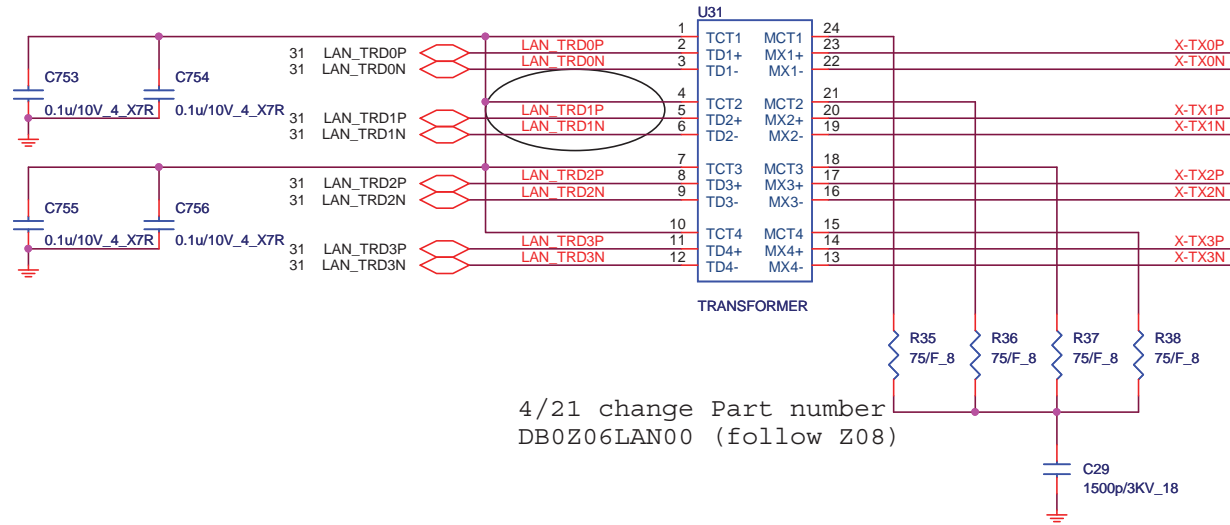 U31
1 TCT1 MCT1 24
31 LAN_TRD0P LAN_TRD0P 2 TD1+ MX1+ 23 X-TX0P
31 LAN_TRD0N LAN_TRD0N 3 TD1- MX1- 22 X-TX0N
C753
0.1u/10V_4_X7R
C754
0.1u/10V_4_X7R
4 TCT2 MCT2 21
31 LAN_TRD1P LAN_TRD1P 5 TD2+ MX2+ 20 X-TX1P
31 LAN_TRD1N LAN_TRD1N 6 TD2- MX2- 19 X-TX1N
7 TCT3 MCT3 18
31 LAN_TRD2P LAN_TRD2P 8 TD3+ MX3+ 17 X-TX2P
31 LAN_TRD2N LAN_TRD2N 9 TD3- MX3- 16 X-TX2N
C755
0.1u/10V_4_X7R
C756
0.1u/10V_4_X7R
10 TCT4 MCT4 15
31 LAN_TRD3P LAN_TRD3P 11 TD4+ MX4+ 14 X-TX3P
31 LAN_TRD3N LAN_TRD3N 12 TD4- MX4- 13 X-TX3N
TRANSFORMER
R35
75/F_8
R36
75/F_8
R37
75/F_8
R38
75/F_8
4/21 change Part number
DB0Z06LAN00 (follow Z08)
C29
1500p/3KV_18